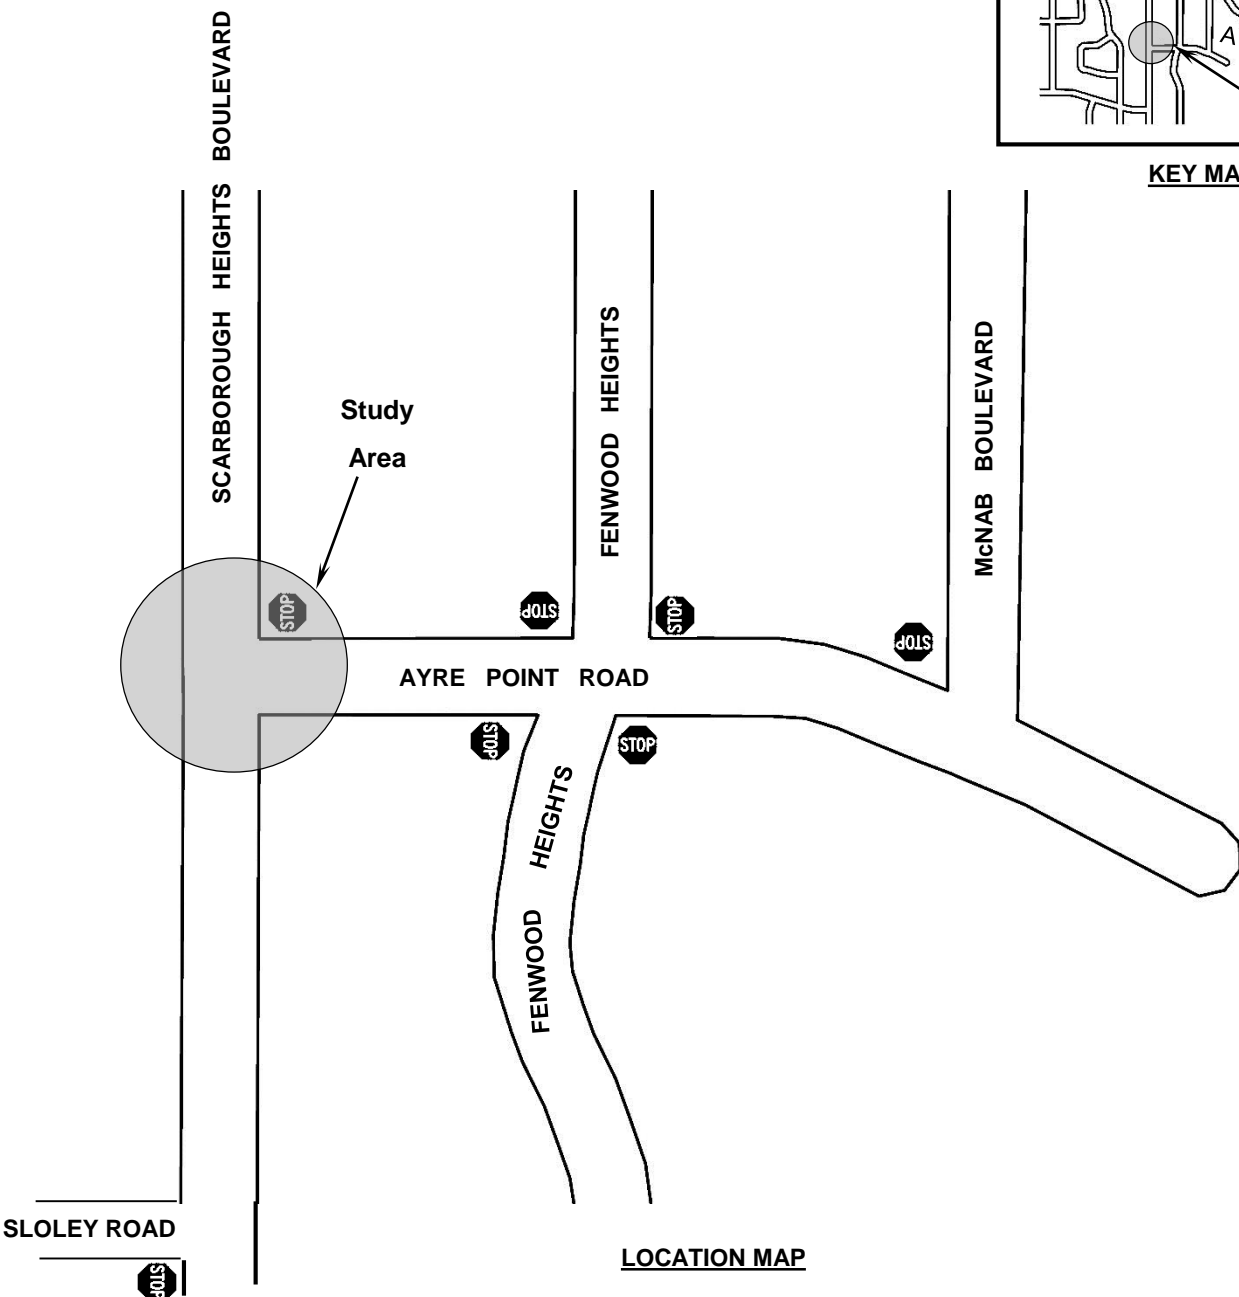 A
KEY MA
SCARBOROUGH HEIGHTS BOULEVARD
FENWOOD HEIGHTS
McNAB BOULEVARD
Study
Area
STOP
STOP
STOP
STOP
AYRE POINT ROAD
STOP
STOP
FENWOOD HEIGHTS
SLOLEY ROAD
LOCATION MAP
STOP